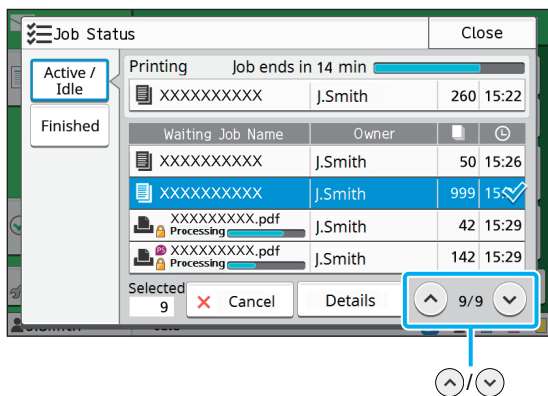 Job Status
Close
Active / Idle
Finished
Printing Job ends in 14 min
XXXXXXXXXX J.Smith 260 15:22
Waiting Job Name Owner
XXXXXXXXXX J.Smith 50 15:26
XXXXXXXXXX J.Smith 999
XXXXXXXXX.pdf J.Smith 42 15:29
Processing
PS XXXXXXXXX.pdf J.Smith 142 15:29
Processing
Selected
9
Cancel
Details
9/9
/